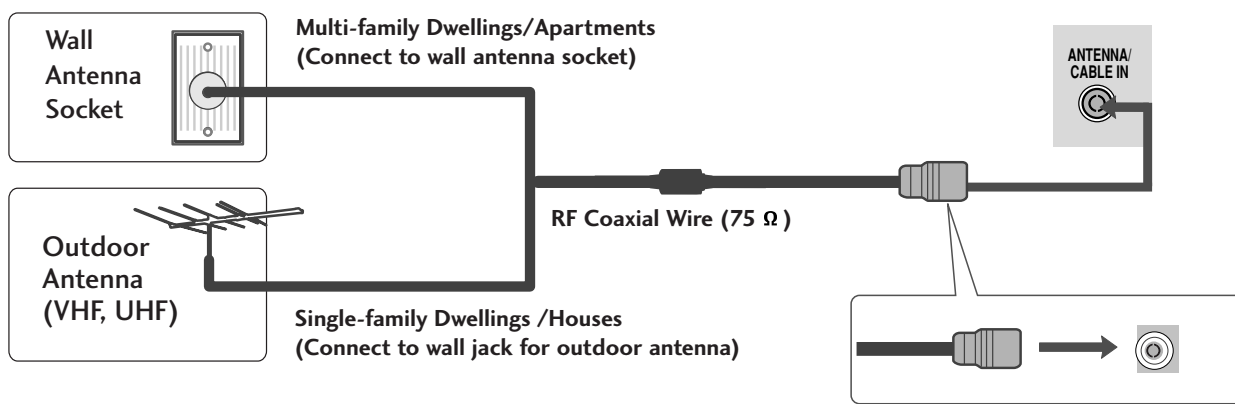 Wall
Antenna
Socket
Multi-family Dwellings/Apartments
(Connect to wall antenna socket)
ANTENNA/
CABLE IN
RF Coaxial Wire (75 Ω )
Outdoor
Antenna
(VHF, UHF)
Single-family Dwellings /Houses
(Connect to wall jack for outdoor antenna)